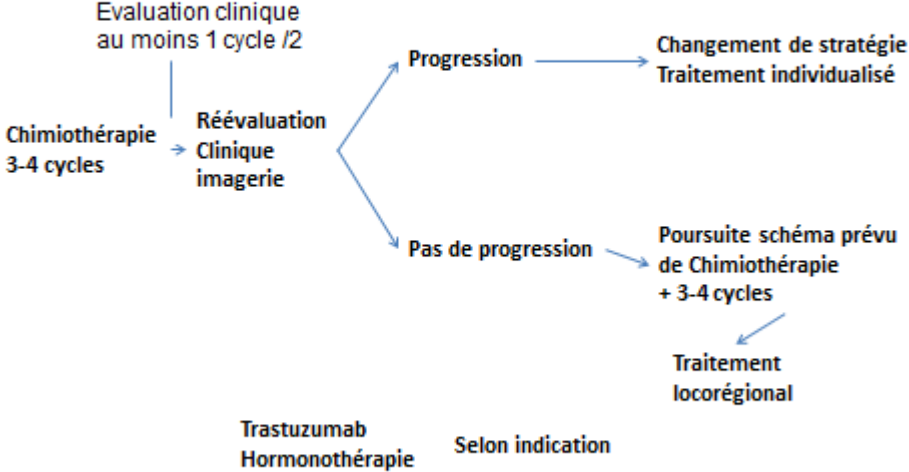 Evaluation clinique
au moins 1 cycle /2
Chimiothérapie
3-4 cycles
Réévaluation
Clinique
imagerie
Progression
Changement de stratégie
Traitement individualisé
Pas de progression
Poursuite schéma prévu
de Chimiothérapie
+ 3-4 cycles
Traitement
locorégional
Trastuzumab
Hormonothérapie
Selon indication